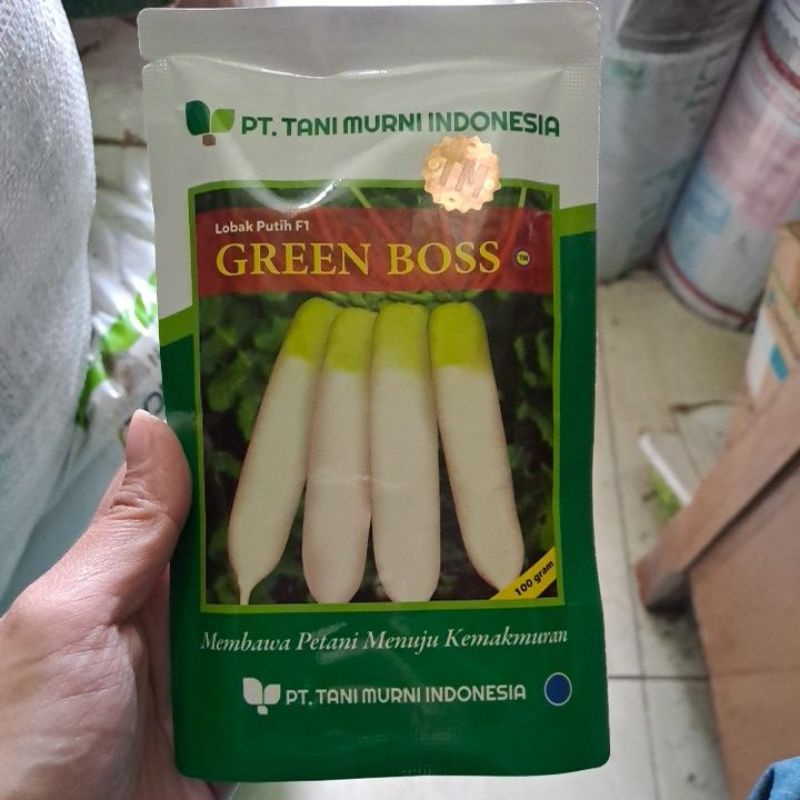 PT. TANI MURNI INDONESIA
TM
Lobak Putih F1
GREEN BOSS TM
100 gram
Membawa Petani Menuju Kemakmuran
PT. TANI MURNI INDONESIA